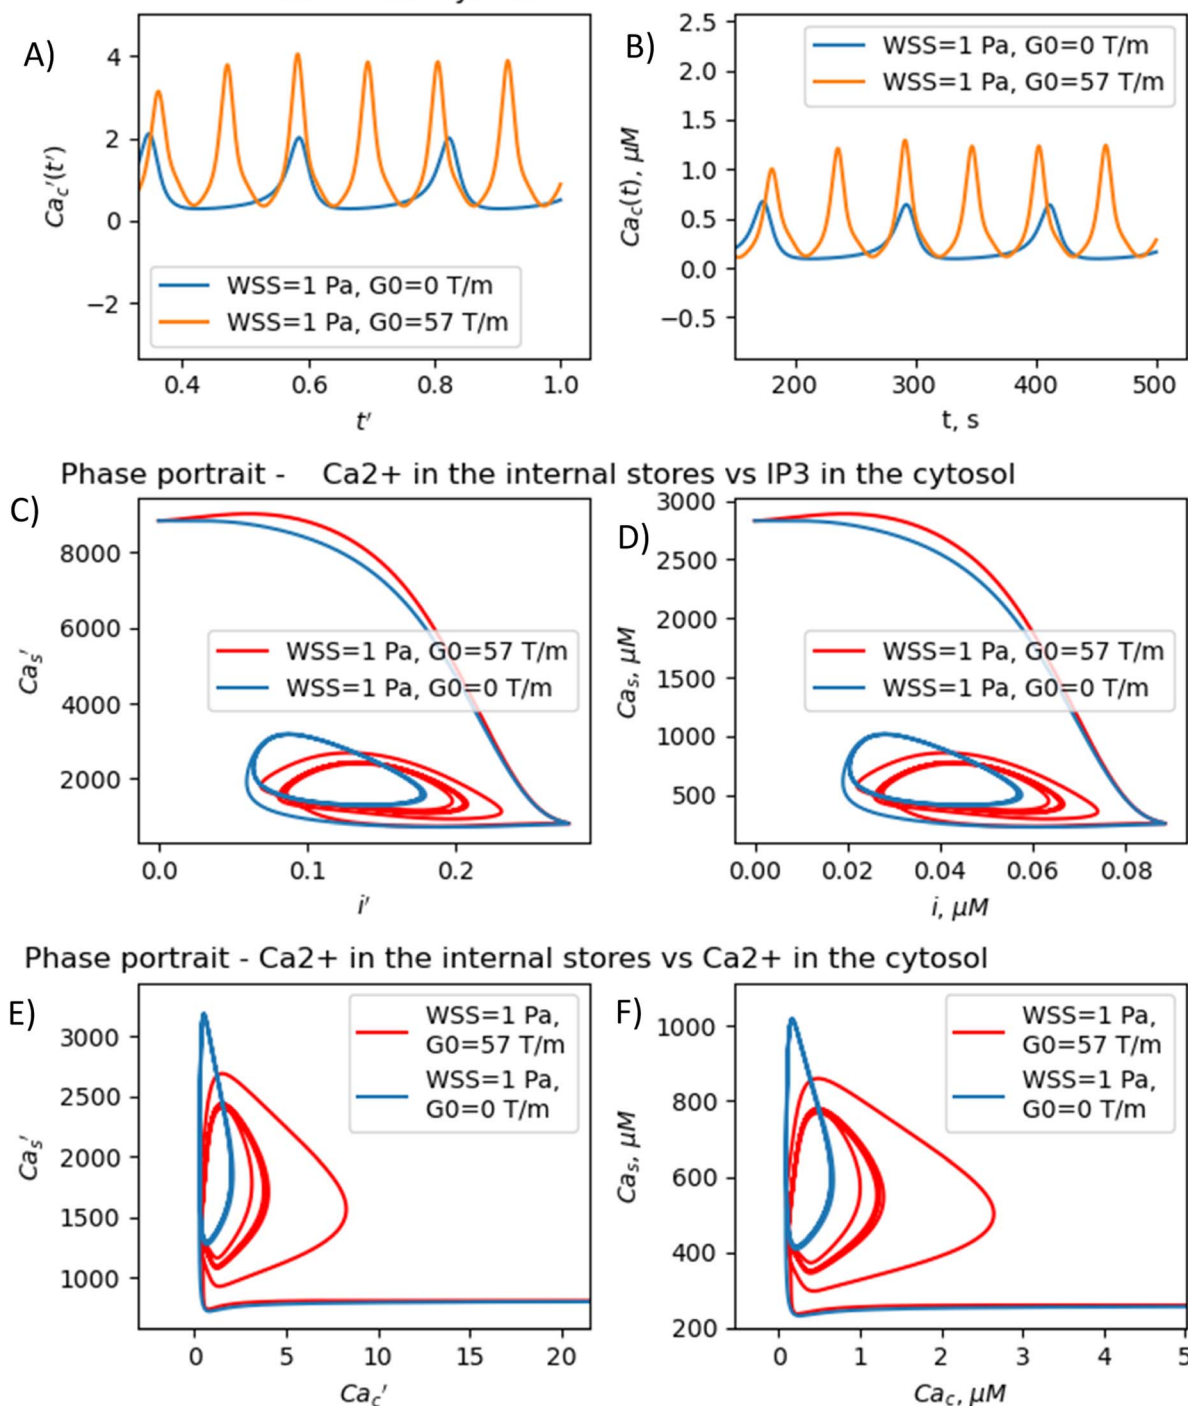 A)
4
2
0
−2
Ca_c'(t')
WSS=1 Pa, G0=0 T/m
WSS=1 Pa, G0=57 T/m
0.4 0.6 0.8 1.0
t'
B)
2.5
2.0
1.5
1.0
0.5
0.0
−0.5
Ca_c(t), μM
WSS=1 Pa, G0=0 T/m
WSS=1 Pa, G0=57 T/m
200 300 400 500
t, s
Phase portrait - Ca2+ in the internal stores vs IP3 in the cytosol
C)
8000
6000
4000
2000
Ca_s'
WSS=1 Pa, G0=57 T/m
WSS=1 Pa, G0=0 T/m
0.0 0.1 0.2
i'
D)
3000
2500
2000
1500
1000
500
Ca_s, μM
WSS=1 Pa, G0=57 T/m
WSS=1 Pa, G0=0 T/m
0.00 0.02 0.04 0.06 0.08
i, μM
Phase portrait - Ca2+ in the internal stores vs Ca2+ in the cytosol
E)
3000
2500
2000
1500
1000
Ca_s'
WSS=1 Pa,
G0=57 T/m
WSS=1 Pa,
G0=0 T/m
0 5 10 15 20
Ca_c'
F)
1000
800
600
400
200
Ca_s, μM
WSS=1 Pa,
G0=57 T/m
WSS=1 Pa,
G0=0 T/m
0 1 2 3 4 5
Ca_c, μM